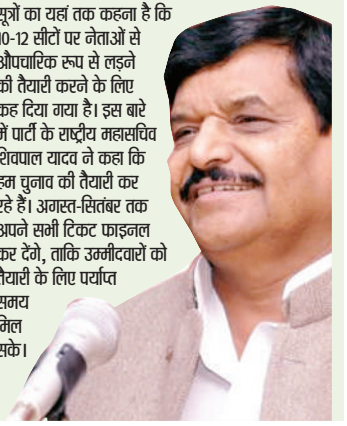 सूत्रों का यहां तक कहना है कि
10-12 सीटों पर नेताओं से
औपचारिक रूप से लड़ने
की तैयारी करने के लिए
कह दिया गया है। इस बारे
में पार्टी के राष्ट्रीय महासचिव
शिवपाल यादव ने कहा कि
हम चुनाव की तैयारी कर
रहे हैं। अगस्त-सितंबर तक
अपने सभी टिकट फाइनल
कर देंगे, ताकि उम्मीदवारों को
तैयारी के लिए पर्याप्त
समय
मिल
सके।